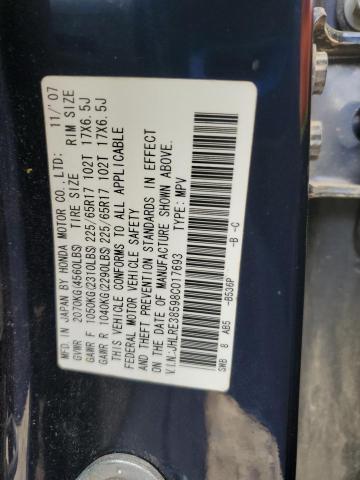 MFD. IN JAPAN BY HONDA MOTOR CO., LTD. 11/'07
GVWR 2070KG(4560LBS) TIRE SIZE RIM SIZE
GAWR F 1050KG(2310LBS) 225/65R17 102T 17X6.5J
GAWR R 1040KG(2290LBS) 225/65R17 102T 17X6.5J
THIS VEHICLE CONFORMS TO ALL APPLICABLE
FEDERAL MOTOR VEHICLE SAFETY
AND THEFT PREVENTION STANDARDS IN EFFECT
ON THE DATE OF MANUFACTURE SHOWN ABOVE.
V.I.N:JHLRE38598C017693 TYPE: MPV
SWB 8 AB5 -B536P -B -C